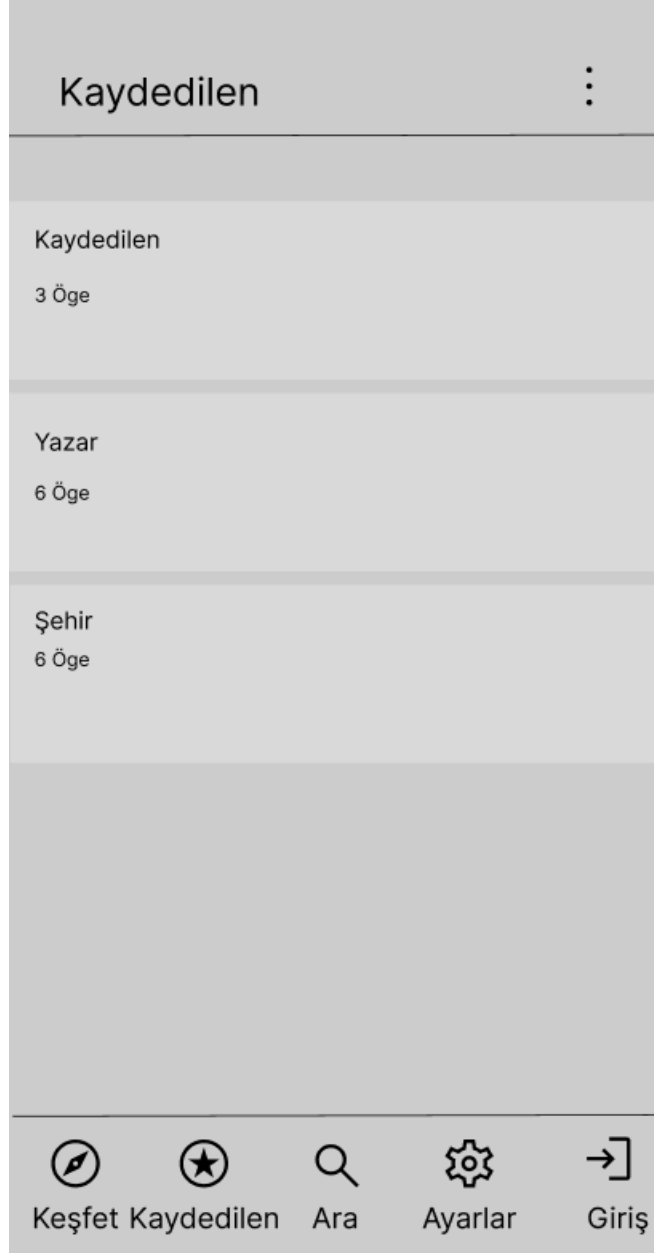 Kaydedilen
Kaydedilen
3 Öge
Yazar
6 Öge
Şehir
6 Öge
Keşfet Kaydedilen Ara Ayarlar Giriş